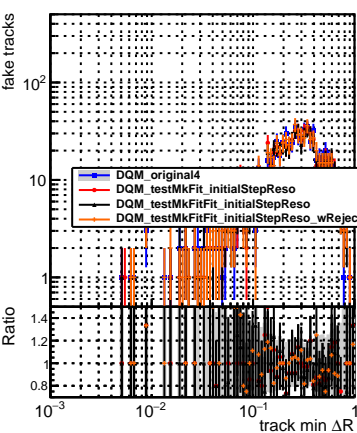 fake tracks
10²
10
1
DQM_original4
DQM_testMkFit_initialStepReso
DQM_testMkFitFit_initialStepReso
DQM_testMkFitFit_initialStepReso_wRejec
Ratio
1.4
1.2
1
0.8
10⁻³ 10⁻² 10⁻¹ 1
track min ΔR